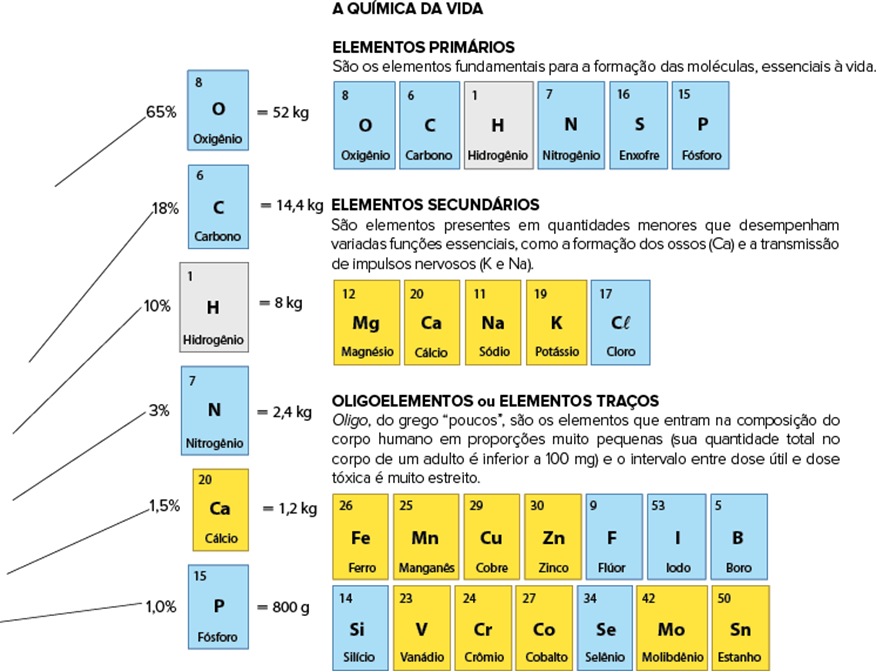 A QUÍMICA DA VIDA
ELEMENTOS PRIMÁRIOS
São os elementos fundamentais para a formação das moléculas, essenciais à vida.
8 6 1 7 16 15
O C H N S P
Oxigênio Carbono Hidrogênio Nitrogênio Enxofre Fósforo
ELEMENTOS SECUNDÁRIOS
São elementos presentes em quantidades menores que desempenham
variadas funções essenciais, como a formação dos ossos (Ca) e a transmissão
de impulsos nervosos (K e Na).
12 20 11 19 17
Mg Ca Na K Cℓ
Magnésio Cálcio Sódio Potássio Cloro
OLIGOELEMENTOS ou ELEMENTOS TRAÇOS
Oligo, do grego “poucos”, são os elementos que entram na composição do
corpo humano em proporções muito pequenas (sua quantidade total no
corpo de um adulto é inferior a 100 mg) e o intervalo entre dose útil e dose
tóxica é muito estreito.
26 25 29 30 9 53 5
Fe Mn Cu Zn F I B
Ferro Manganês Cobre Zinco Flúor Iodo Boro
14 23 24 27 34 42 50
Si V Cr Co Se Mo Sn
Silício Vanádio Crômio Cobalto Selênio Molibdênio Estanho
8
65% O = 52 kg
Oxigênio
6
18% C = 14,4 kg
Carbono
1
10% H = 8 kg
Hidrogênio
7
3% N = 2,4 kg
Nitrogênio
20
1,5% Ca = 1,2 kg
Cálcio
15
1,0% P = 800 g
Fósforo